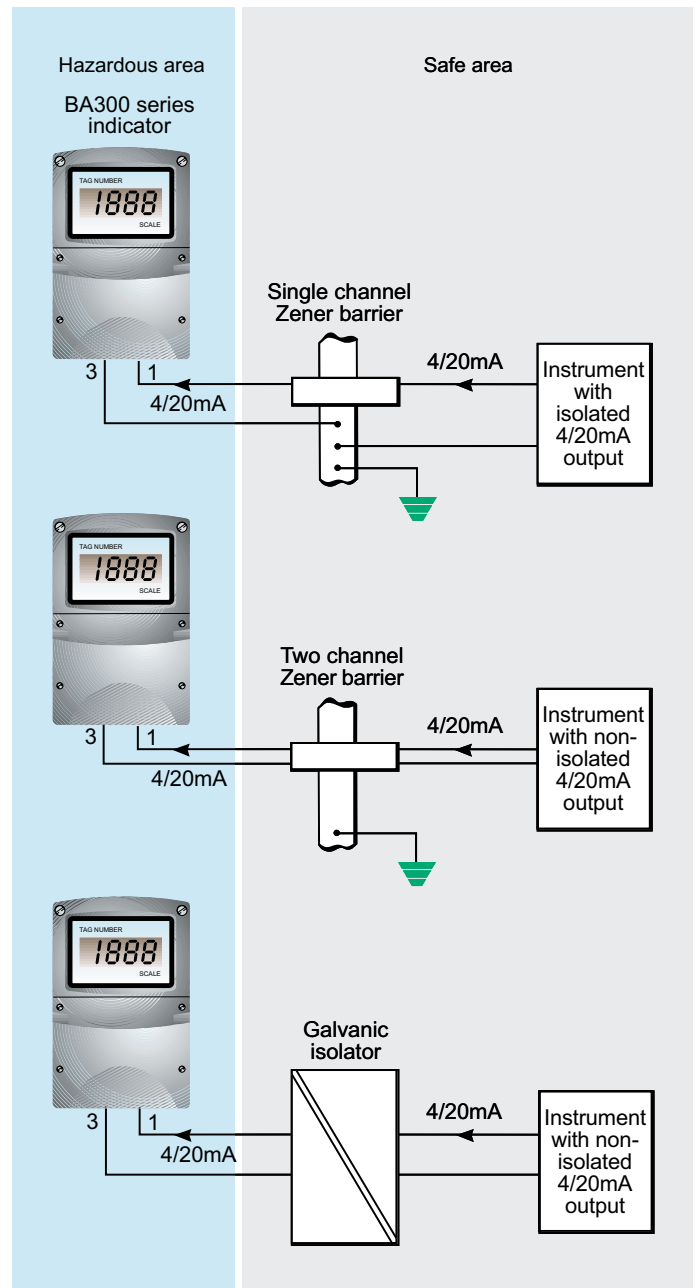 Hazardous area
Safe area
BA300 series
indicator
TAG NUMBER
1888
SCALE
Single channel
Zener barrier
3
1
4/20mA
4/20mA
Instrument
with
isolated
4/20mA
output
TAG NUMBER
1888
SCALE
Two channel
Zener barrier
3
1
4/20mA
4/20mA
Instrument
with non-
isolated
4/20mA
output
TAG NUMBER
1888
SCALE
Galvanic
isolator
3
1
4/20mA
4/20mA
Instrument
with non-
isolated
4/20mA
output